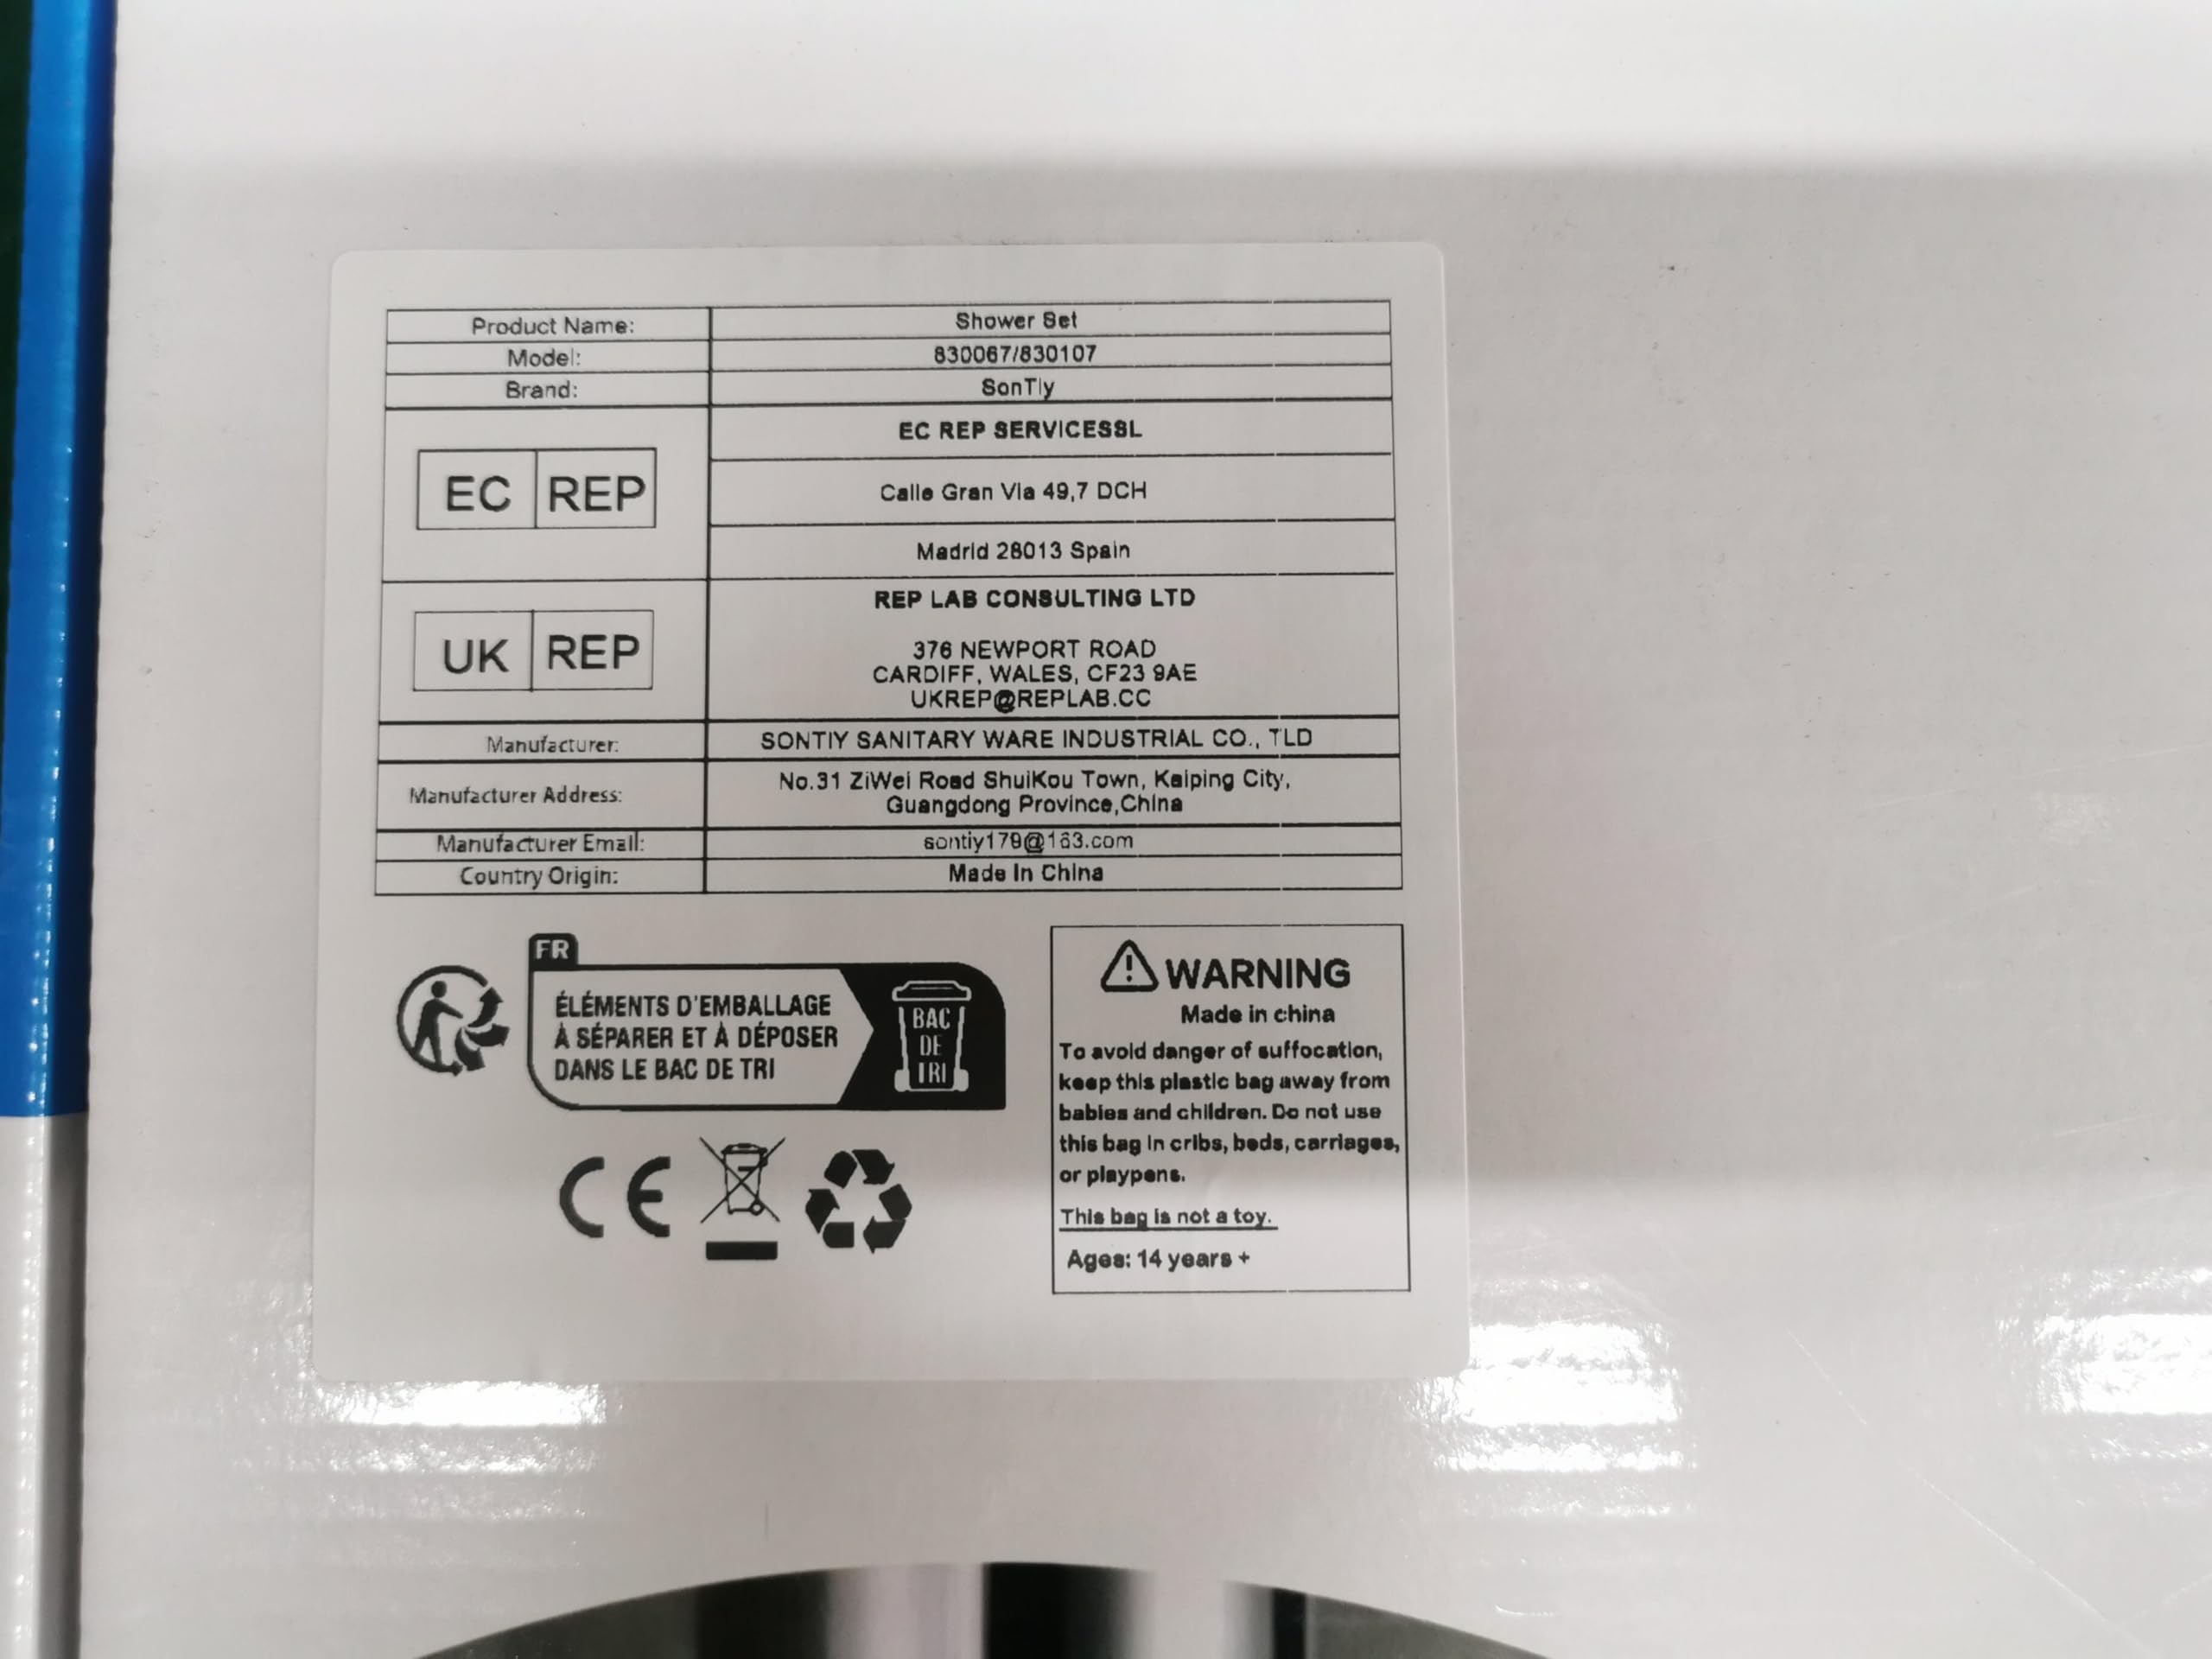 Product Name: Shower Set
Model: 830067/830107
Brand: SonTly
EC REP
EC REP SERVICESSL
Calle Gran Via 49,7 DCH
Madrid 28013 Spain
UK REP
REP LAB CONSULTING LTD
376 NEWPORT ROAD
CARDIFF, WALES, CF23 9AE
UKREP@REPLAB.CC
Manufacturer: SONTIY SANITARY WARE INDUSTRIAL CO., TLD
Manufacturer Address: No.31 ZiWei Road ShuiKou Town, Kaiping City,
Guangdong Province,China
Manufacturer Email: sontiy179@163.com
Country Origin: Made In China
FR
ÉLÉMENTS D'EMBALLAGE
À SÉPARER ET À DÉPOSER
DANS LE BAC DE TRI
BAC
DE
TRI
CE
WARNING
Made in china
To avoid danger of suffocation,
keep this plastic bag away from
babies and children. Do not use
this bag in cribs, beds, carriages,
or playpens.
This bag is not a toy.
Ages: 14 years +